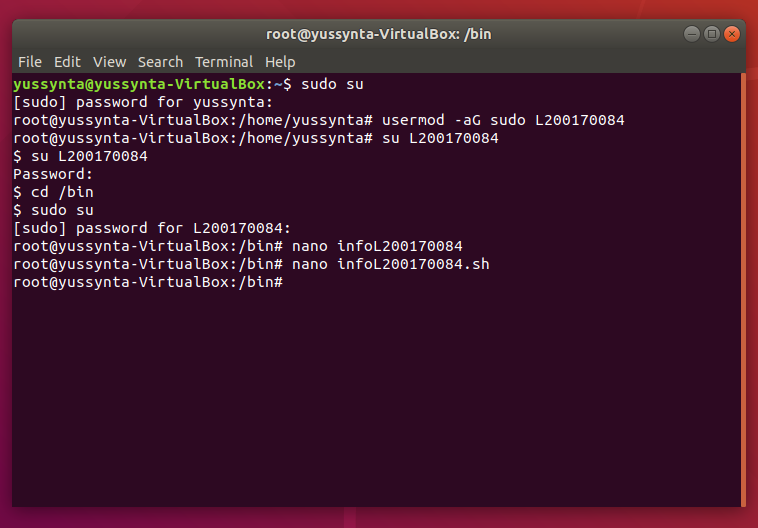 root@yussynta-VirtualBox: /bin
File Edit View Search Terminal Help
yussynta@yussynta-VirtualBox:~$ sudo su
[sudo] password for yussynta:
root@yussynta-VirtualBox:/home/yussynta# usermod -aG sudo L200170084
root@yussynta-VirtualBox:/home/yussynta# su L200170084
$ su L200170084
Password:
$ cd /bin
$ sudo su
[sudo] password for L200170084:
root@yussynta-VirtualBox:/bin# nano infoL200170084
root@yussynta-VirtualBox:/bin# nano infoL200170084.sh
root@yussynta-VirtualBox:/bin#